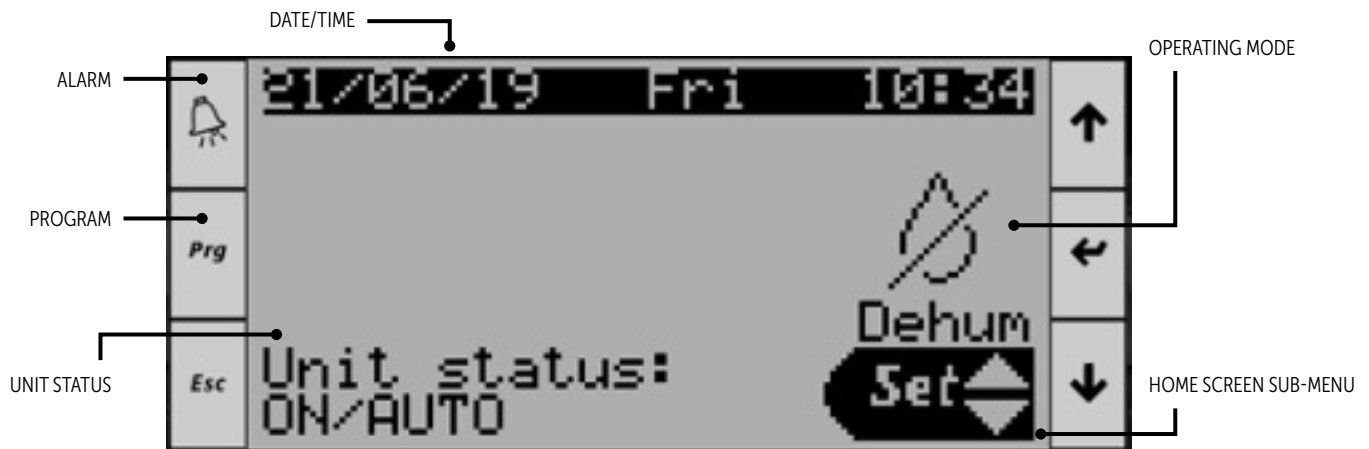 DATE/TIME
OPERATING MODE
ALARM
21/06/19 Fri 10:34
PROGRAM
Prg
Dehum
UNIT STATUS
Esc
Unit status:
ON/AUTO
Set
HOME SCREEN SUB-MENU